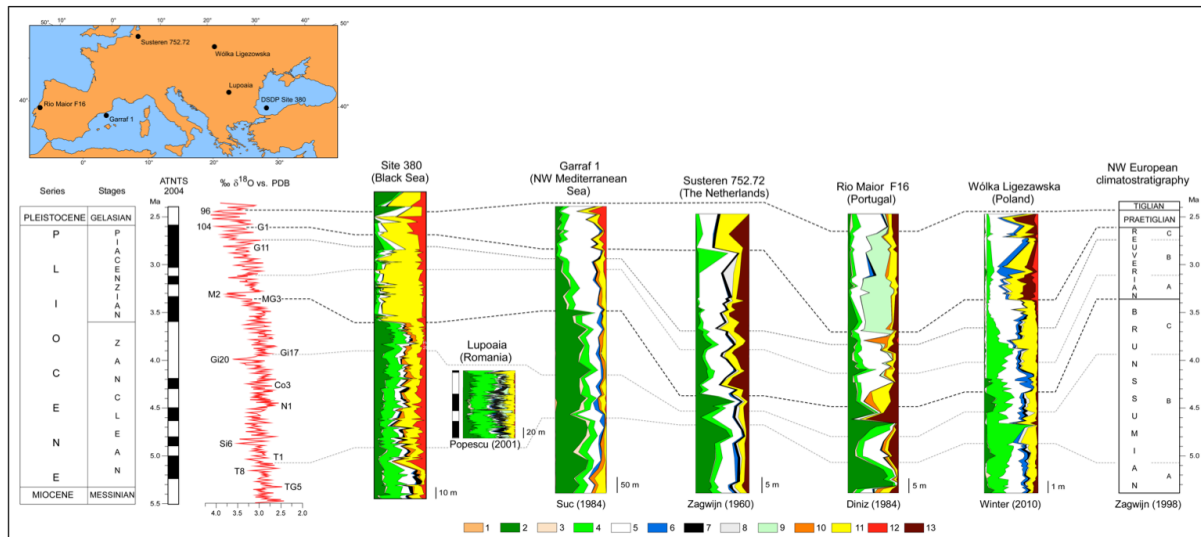 50°
0°
10°
20°
30°
40°
50°
Susteren 752.72
Wólka Ligezowska
Lupoaia
40°
Rio Maior F16
DSDP Site 380
40°
Garraf 1
0°
10°
20°
30°
Series
Stages
ATNTS
2004
‰ δ18O vs. PDB
Site 380
(Black Sea)
Garraf 1
(NW Mediterranean
Sea)
Susteren 752.72
(The Netherlands)
Rio Maior F16
(Portugal)
Wólka Ligezawska
(Poland)
NW European
climatostratigraphy
Ma
Ma
PLEISTOCENE
GELASIAN
PLIOCENE
PIACENZIAN
ZANCLEAN
MIOCENE
MESSINIAN
2.5
3.0
3.5
4.0
4.5
5.0
5.5
96
104
G1
G11
M2
MG3
Gi20
Gi17
Co3
N1
Si6
T1
T8
TG5
4.0
3.5
3.0
2.5
2.0
10 m
Lupoaia
(Romania)
20 m
Popescu (2001)
50 m
Suc (1984)
5 m
Zagwijn (1960)
5 m
Diniz (1984)
1 m
Winter (2010)
TIGLIAN
PRAETIGLIAN
REUVERIAN
C
B
A
BRUNSSUMIAN
C
B
A
2.5
3.0
3.5
4.0
4.5
5.0
Zagwijn (1998)
1 2 3 4 5 6 7 8 9 10 11 12 13